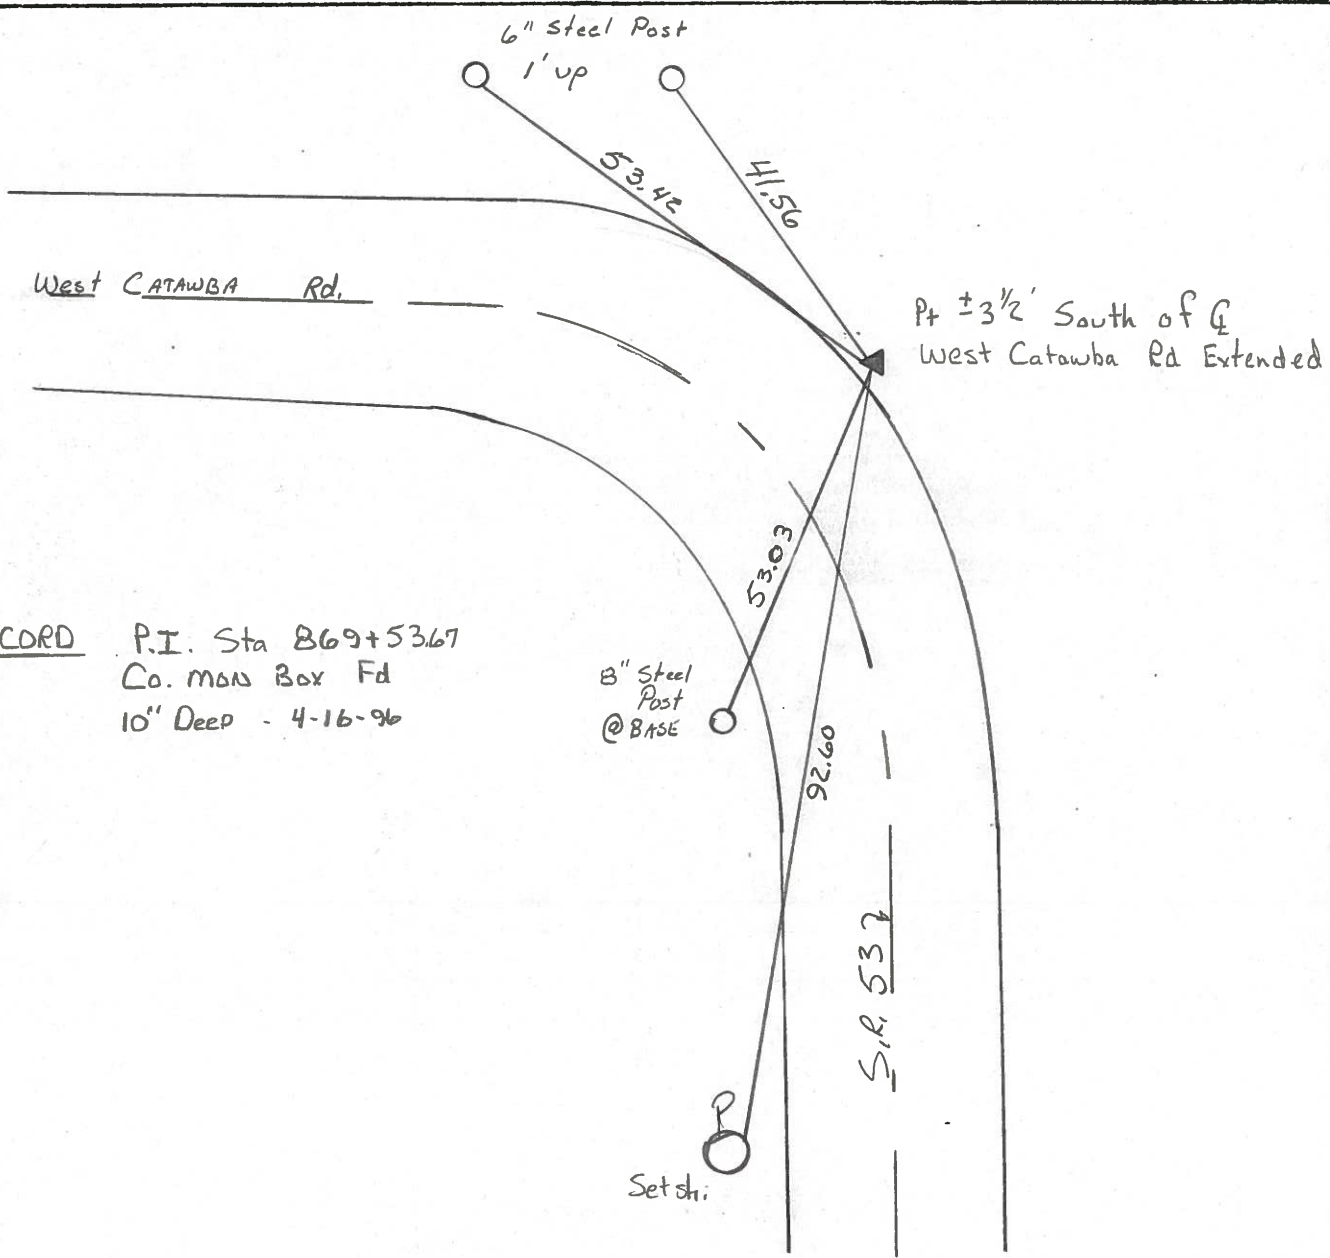 6" Steel Post
1' up
53.42
41.56
West CATAWBA Rd.
Pt ±3½' South of ℄
West Catawba Rd Extended
53.03
CORD P.I. Sta 869+53.67
Co. MON Box Fd
10" Deep - 4-16-96
8" Steel
Post
@ BASE
92.60
S.R. 532
P
Set sh.